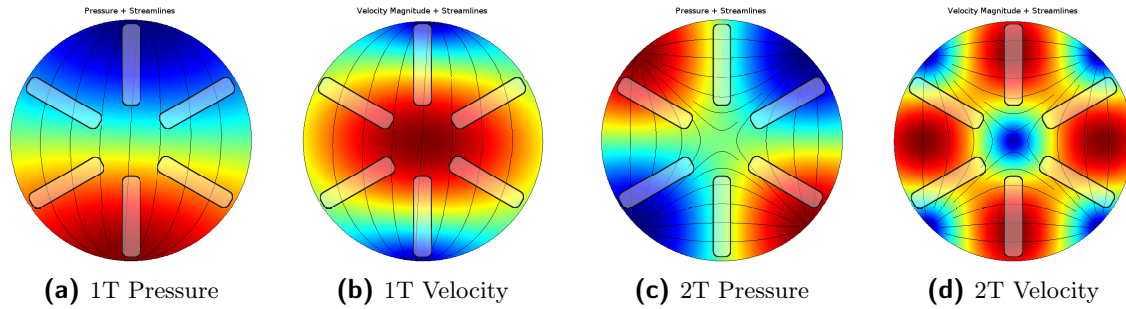 Pressure + Streamlines
Velocity Magnitude + Streamlines
Pressure + Streamlines
Velocity Magnitude + Streamlines
(a) 1T Pressure
(b) 1T Velocity
(c) 2T Pressure
(d) 2T Velocity